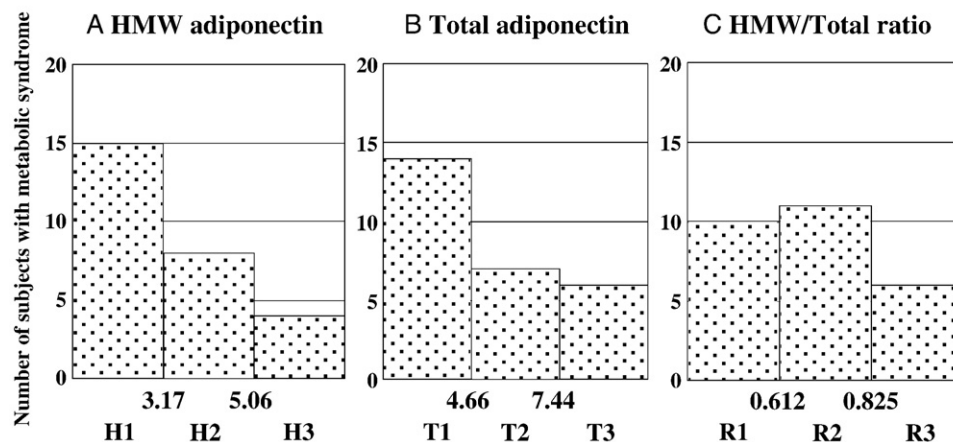 A HMW adiponectin
B Total adiponectin
C HMW/Total ratio
Number of subjects with metabolic syndrome
20
15
10
5
0
3.17
5.06
H1
H2
H3
20
15
10
5
0
4.66
7.44
T1
T2
T3
20
15
10
5
0
0.612
0.825
R1
R2
R3